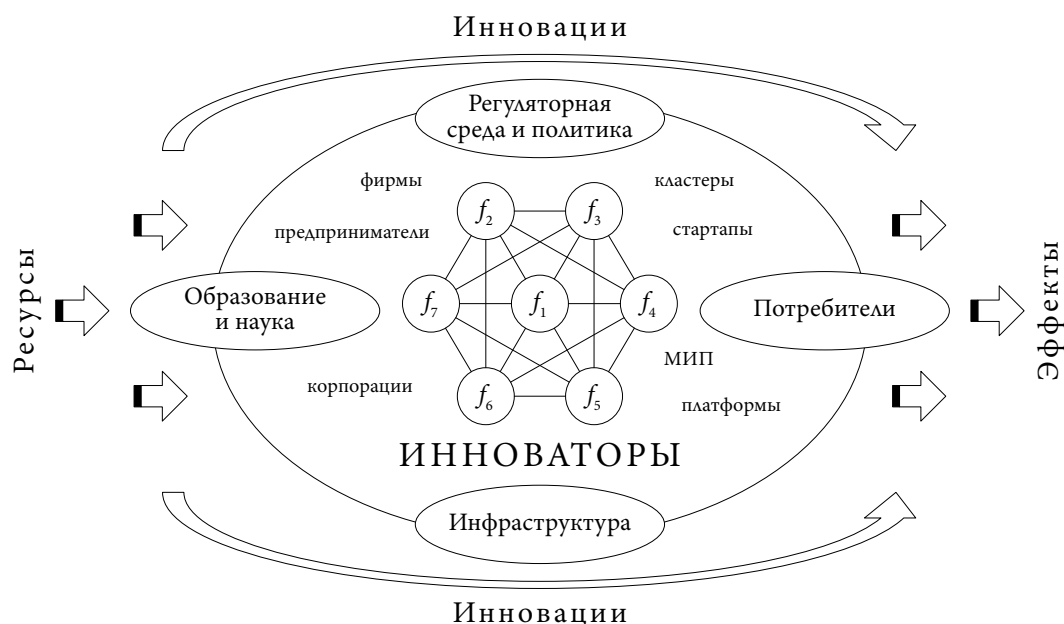 Инновации
Регуляторная
среда и политика
фирмы
кластеры
предприниматели
стартапы
f2
f3
Ресурсы
Образование
и наука
f7
f1
f4
Потребители
Эффекты
МИП
корпорации
f6
f5
платформы
ИННОВАТОРЫ
Инфраструктура
Инновации